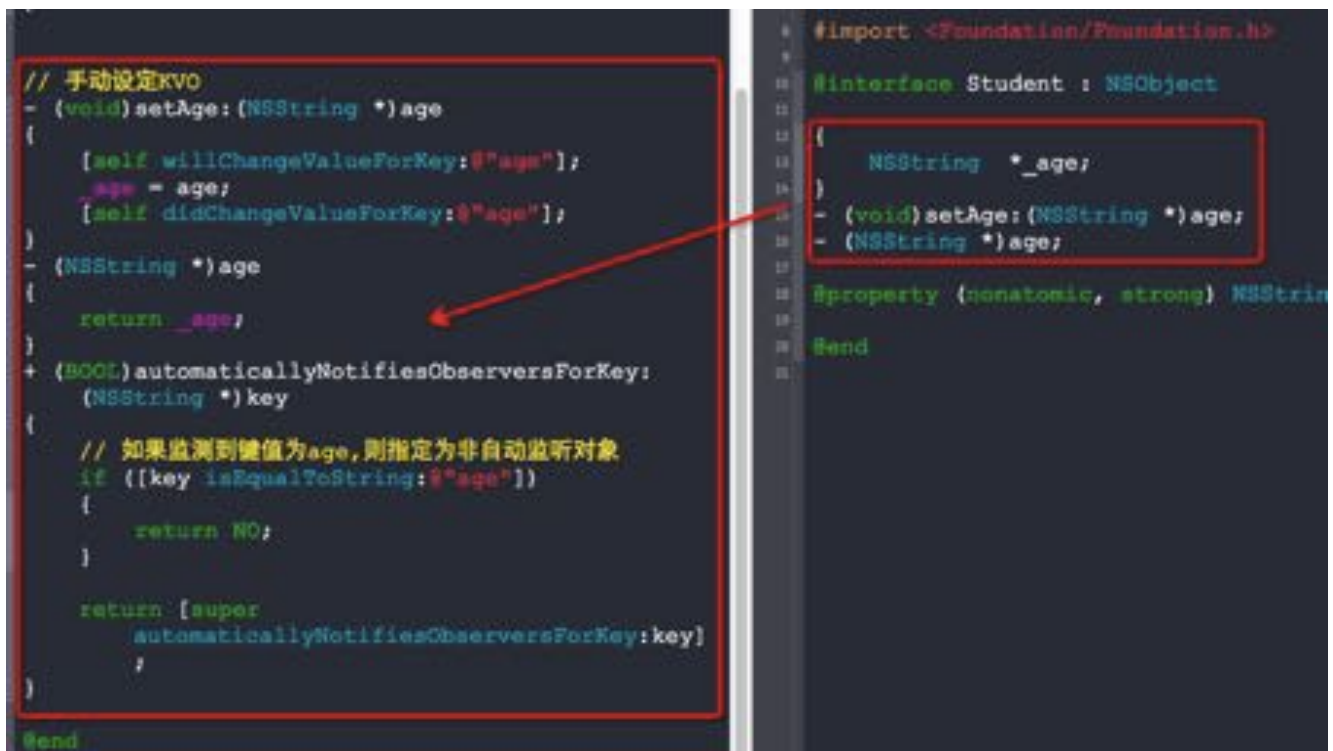 // 手动设定KVO
- (void)setAge:(NSString *)age
{
[self willChangeValueForKey:@"age"];
_age = age;
[self didChangeValueForKey:@"age"];
}
- (NSString *)age
{
return _age;
}
+ (BOOL)automaticallyNotifiesObserversForKey:
(NSString *)key
{
// 如果监测到键值为age,则指定为非自动监听对象
if ([key isEqualToString:@"age"])
{
return NO;
}
return [super
automaticallyNotifiesObserversForKey:key]
;
}
@end
#import <Foundation/Foundation.h>
@interface Student : NSObject
{
NSString *_age;
}
- (void)setAge:(NSString *)age;
- (NSString *)age;
@property (nonatomic, strong) NSStrin
@end